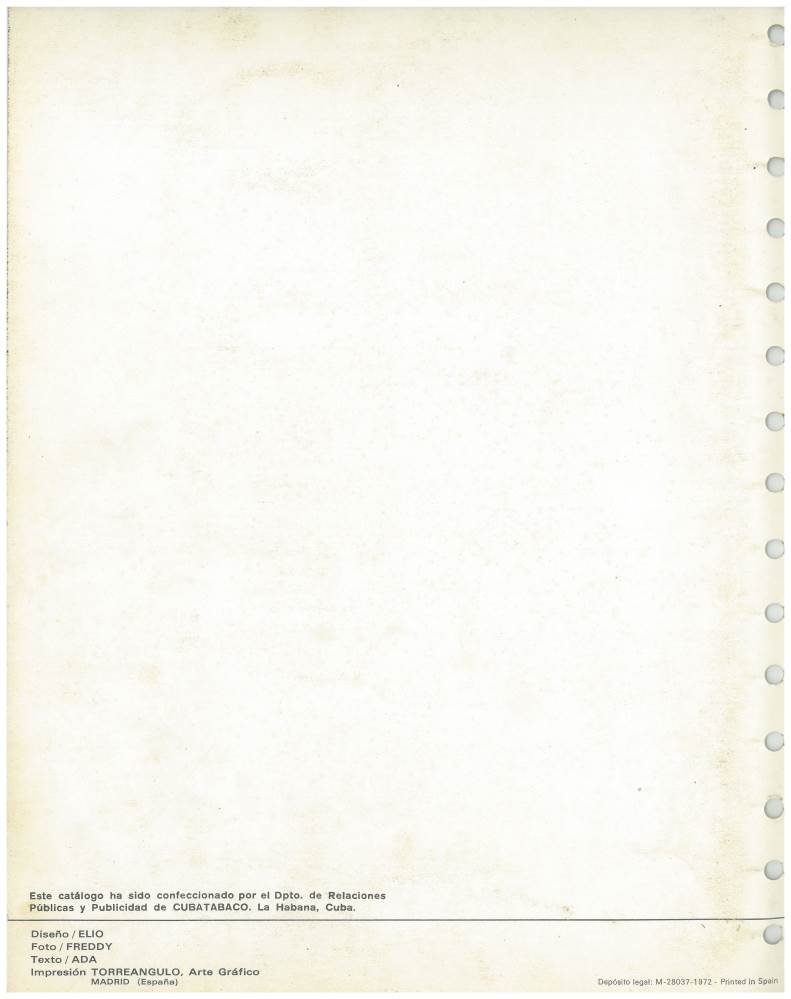 Este catálogo ha sido confeccionado por el Dpto. de Relaciones
Públicas y Publicidad de CUBATABACO. La Habana, Cuba.
Diseño / ELIO
Foto / FREDDY
Texto / ADA
Impresión TORREANGULO, Arte Gráfico
MADRID (España)
Depósito legal: M-28037-1972 - Printed in Spain